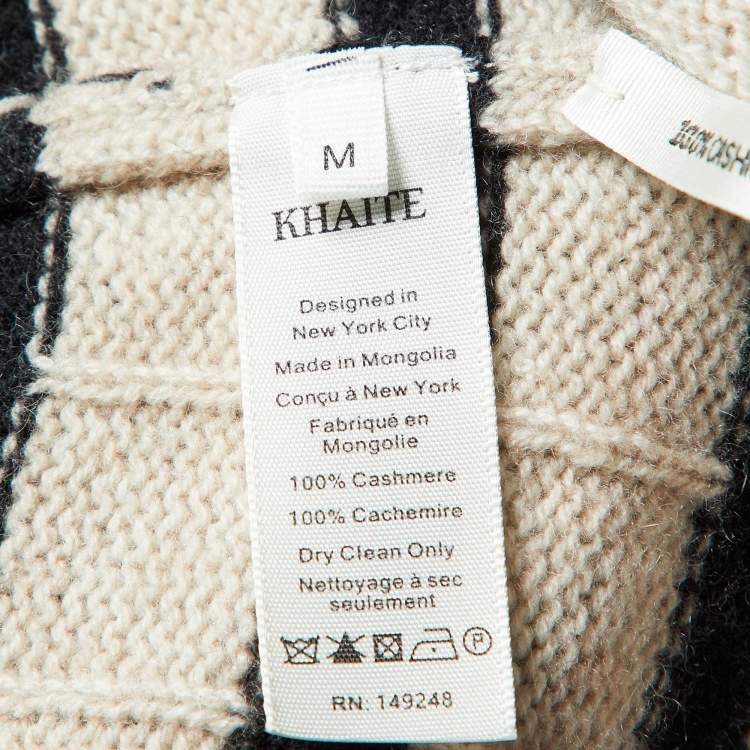 M
KHAITE
Designed in
New York City
Made in Mongolia
Conçu à New York
Fabriqué en
Mongolie
100% Cashmere
100% Cachemire
Dry Clean Only
Nettoyage à sec
seulement
P
RN: 149248
100%